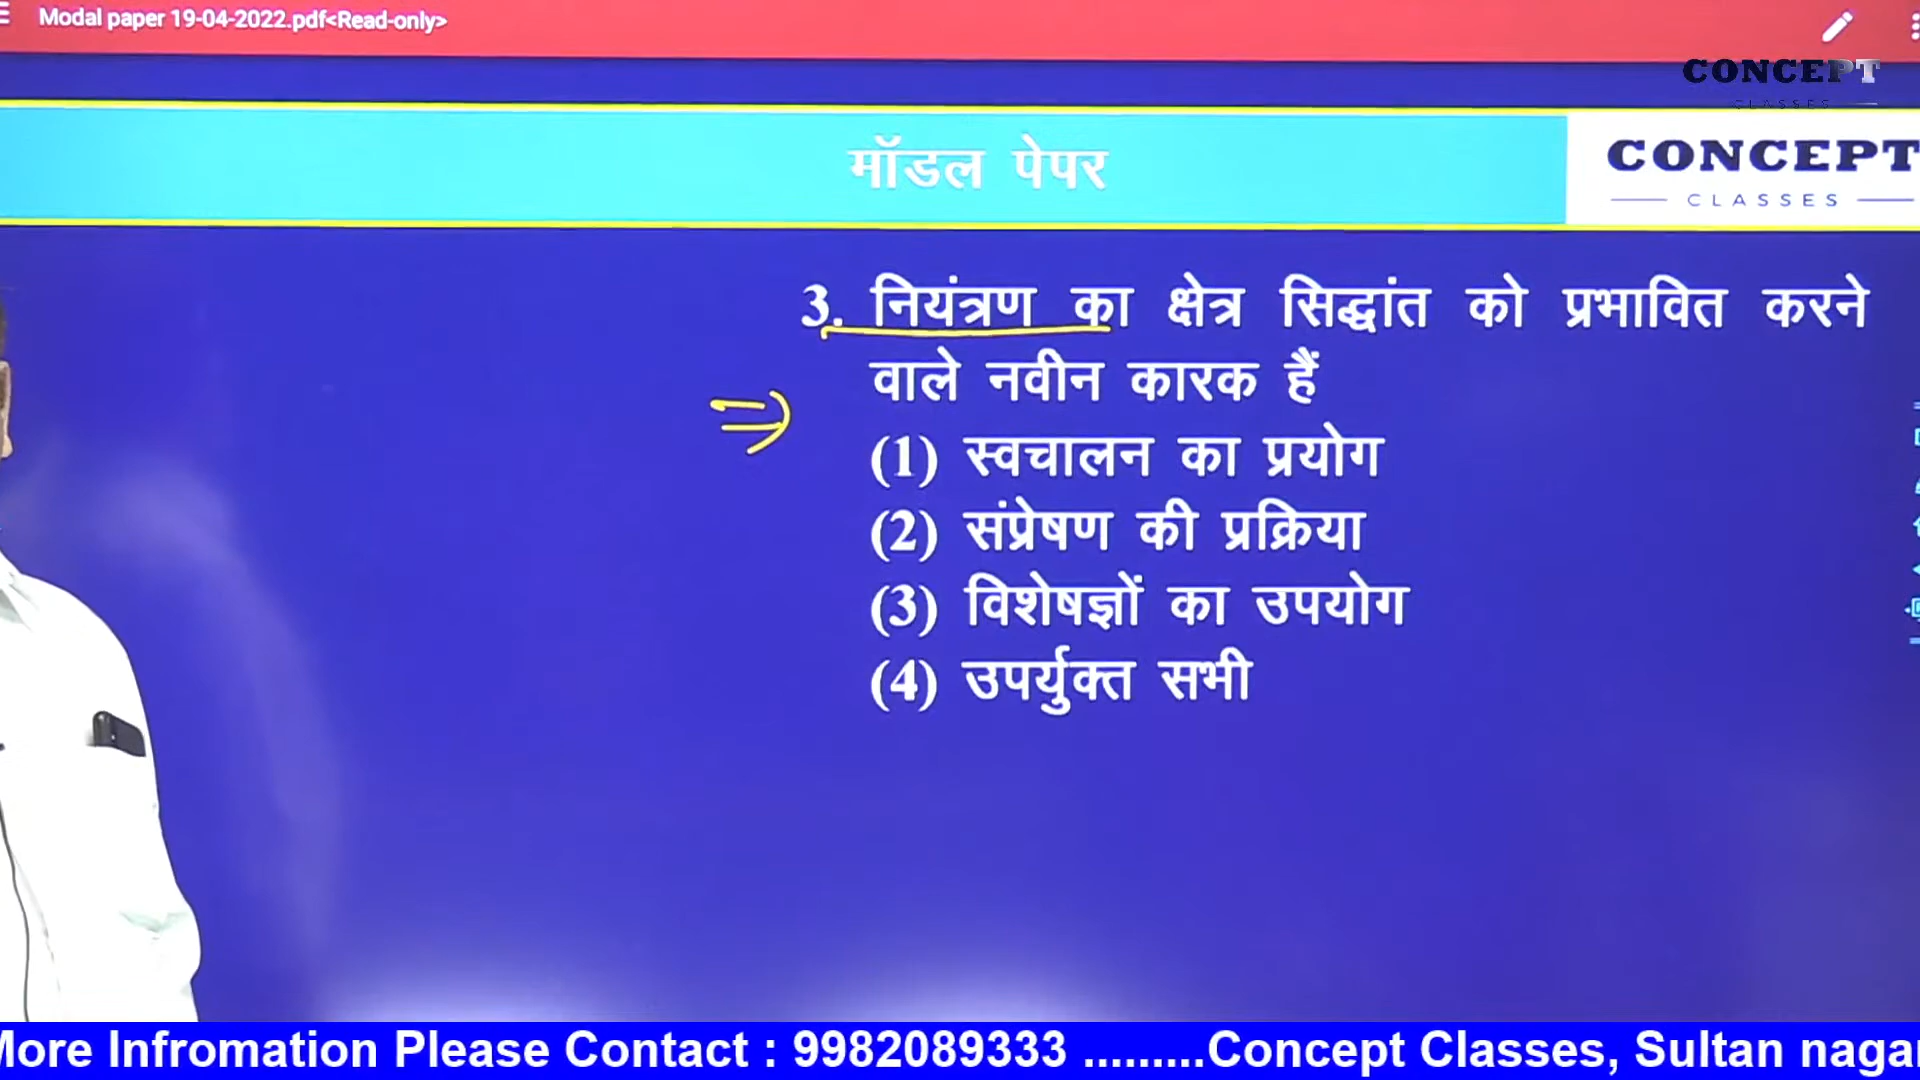 Modal paper 19-04-2022.pdf<Read-only>
CONCEPT
CLASSES
मॉडल पेपर
CONCEPT
CLASSES
3. नियंत्रण का क्षेत्र सिद्धांत को प्रभावित करने
वाले नवीन कारक हैं
(1) स्वचालन का प्रयोग
(2) संप्रेषण की प्रक्रिया
(3) विशेषज्ञों का उपयोग
(4) उपर्युक्त सभी
More Infromation Please Contact : 9982089333 .........Concept Classes, Sultan nagar